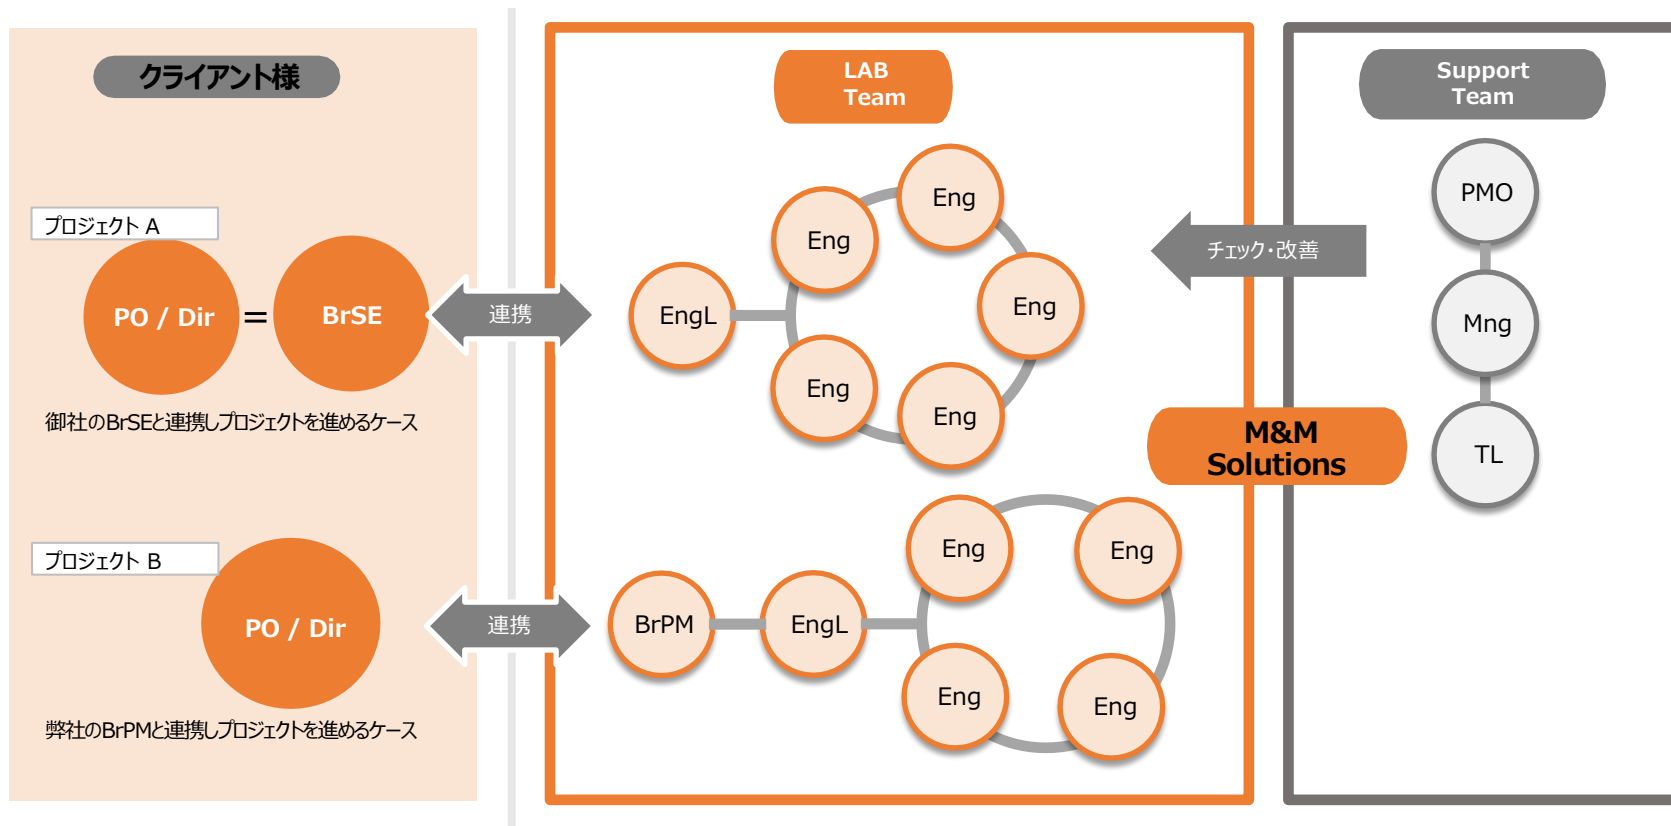 クライアント様
プロジェクト A
PO / Dir
=
BrSE
御社のBrSEと連携しプロジェクトを進めるケース
プロジェクト B
PO / Dir
弊社のBrPMと連携しプロジェクトを進めるケース
連携
連携
LAB
Team
Eng
Eng
Eng
EngL
Eng
Eng
Eng
Eng
BrPM
EngL
Eng
Eng
チェック・改善
M&M
Solutions
Support
Team
PMO
Mng
TL